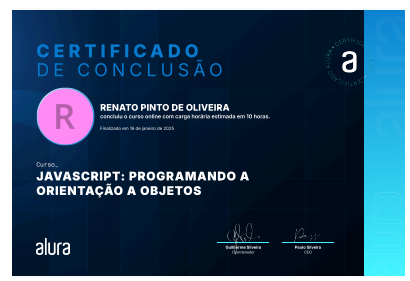 CERTIFICADO
DE CONCLUSÃO
R
RENATO PINTO DE OLIVEIRA
concluiu o curso online com carga horária estimada em 10 horas.
Finalizado em 16 de janeiro de 2025
Curso_
JAVASCRIPT: PROGRAMANDO A
ORIENTAÇÃO A OBJETOS
alura
Guilherme Silveira
Coordenador
Paulo Silveira
CEO